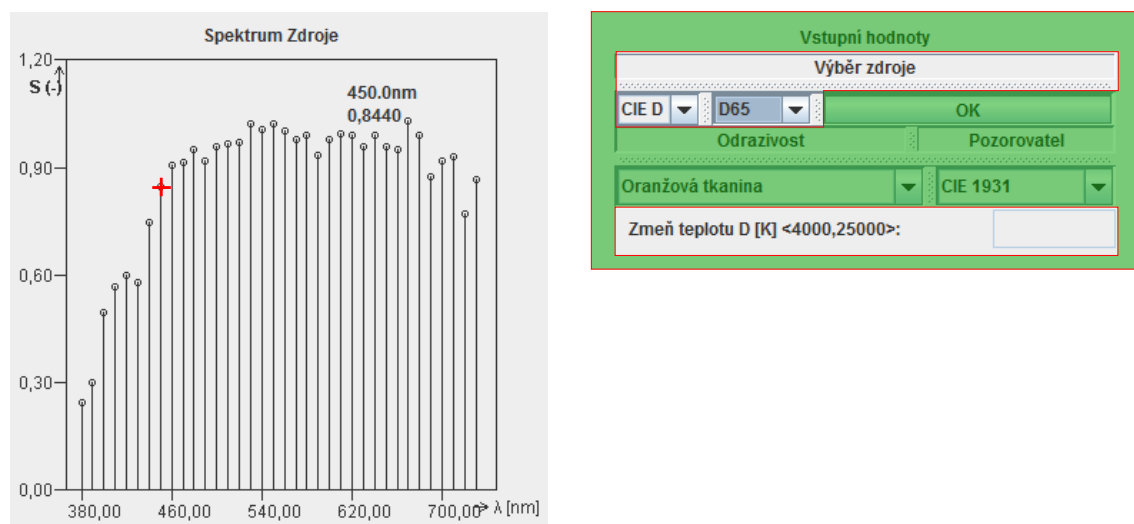 Spektrum Zdroje
1,20
S (-)
450.0nm
0,8440
0,90
0,60
0,30
0,00
380,00 460,00 540,00 620,00 700,00 λ [nm]
Vstupní hodnoty
Výběr zdroje
CIE D D65 OK
Odrazivost Pozorovatel
Oranžová tkanina CIE 1931
Zmeň teplotu D [K] <4000,25000>: